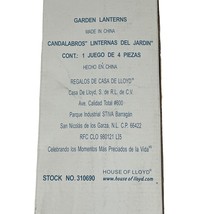 GARDEN LANTERNS
MADE IN CHINA
CANDALABROS" LINTERNAS DEL JARDIN"
CONT: 1 JUEGO DE 4 PIEZAS
HECHO EN CHINA
REGALOS DE CASA DE LLOYD"
Casa De Lloyd, S. de R.L, de C.V.
Ave. Calidad Total #600
Parque Industrial STIVA Barragan
San Nicolas de los Garza, N.L. C.P. 66422
RFC CLO 980121 L35
Celebrando los Momentos Más Preciados de la Vida™
HOUSE OF LLOYD®
STOCK NO. 310690
www.house of lloyd.com